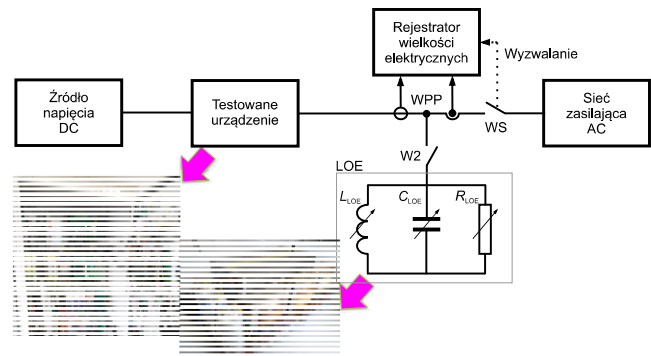 Rejestrator
wielkości
elektrycznych
Wyzwalanie
Źródło
napięcia
DC
Testowane
urządzenie
WPP
WS
Sieć
zasilająca
AC
W2
LOE
LLOE
CLOE
RLOE